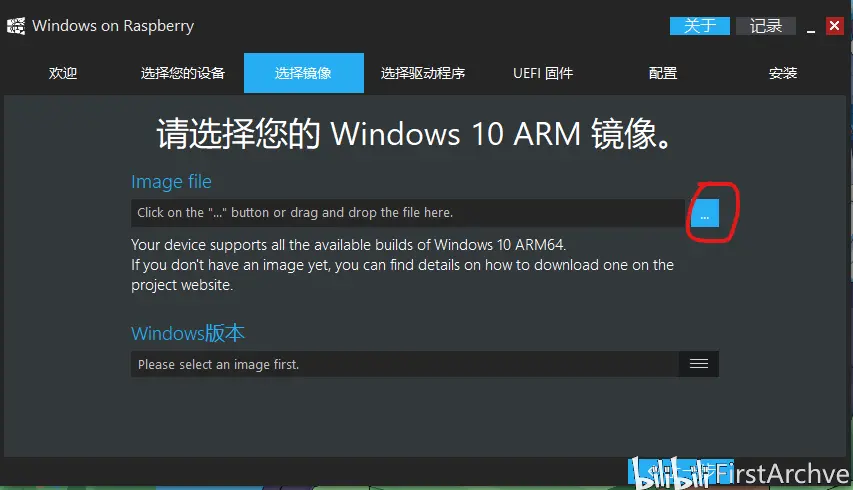 Windows on Raspberry
关于
记录
欢迎
选择您的设备
选择镜像
选择驱动程序
UEFI 固件
配置
安装
请选择您的 Windows 10 ARM 镜像。
Image file
Click on the "..." button or drag and drop the file here.
...
Your device supports all the available builds of Windows 10 ARM64.
If you don't have an image yet, you can find details on how to download one on the
project website.
Windows版本
Please select an image first.
bilibili FirstArchve